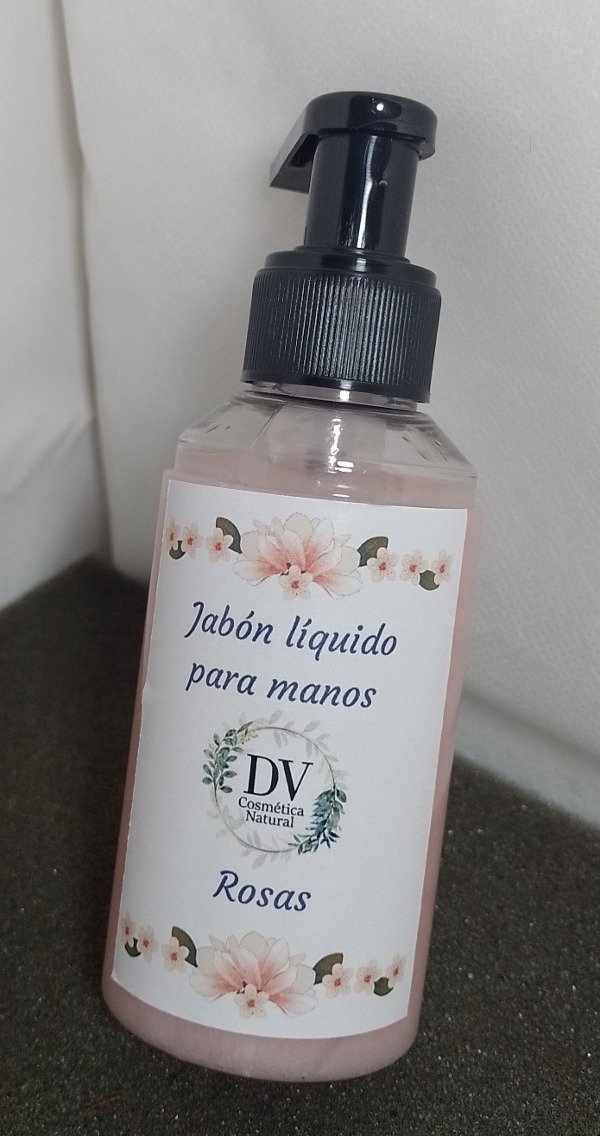 Jabón líquido
para manos
DV
Cosmética
Natural
Rosas